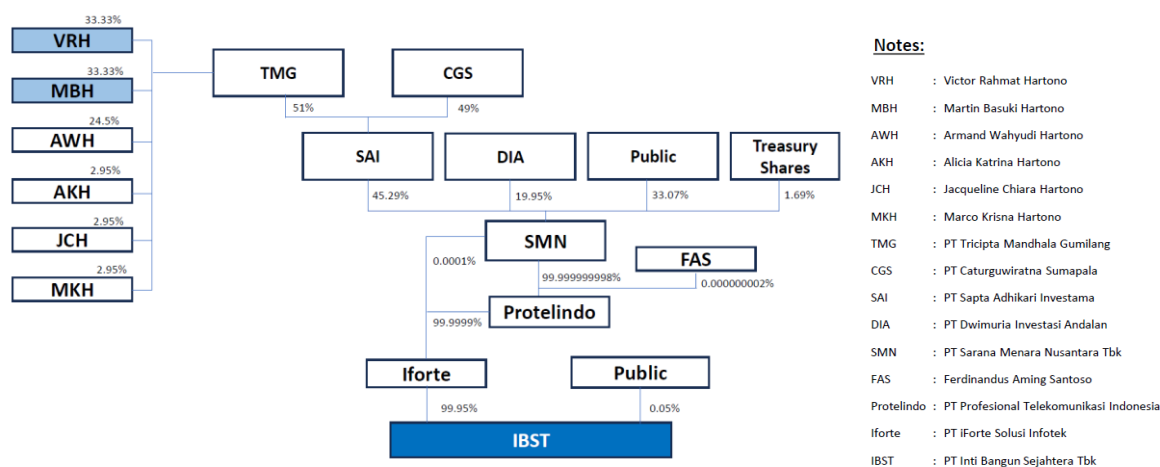 33.33%
VRH
33.33%
MBH
24.5%
AWH
2.95%
AKH
2.95%
JCH
2.95%
MKH
TMG
CGS
51%
49%
SAI
DIA
Public
Treasury
Shares
45.29%
19.95%
33.07%
1.69%
SMN
0.0001%
FAS
99.999999998%
0.000000002%
Protelindo
99.9999%
Iforte
Public
99.95%
0.05%
IBST
Notes:
VRH : Victor Rahmat Hartono
MBH : Martin Basuki Hartono
AWH : Armand Wahyudi Hartono
AKH : Alicia Katrina Hartono
JCH : Jacqueline Chiara Hartono
MKH : Marco Krisna Hartono
TMG : PT Tricipta Mandhala Gumilang
CGS : PT Caturguwiratna Sumapala
SAI : PT Sapta Adhikari Investama
DIA : PT Dwimuria Investasi Andalan
SMN : PT Sarana Menara Nusantara Tbk
FAS : Ferdinandus Aming Santoso
Protelindo : PT Profesional Telekomunikasi Indonesia
Iforte : PT iForte Solusi Infotek
IBST : PT Inti Bangun Sejahtera Tbk